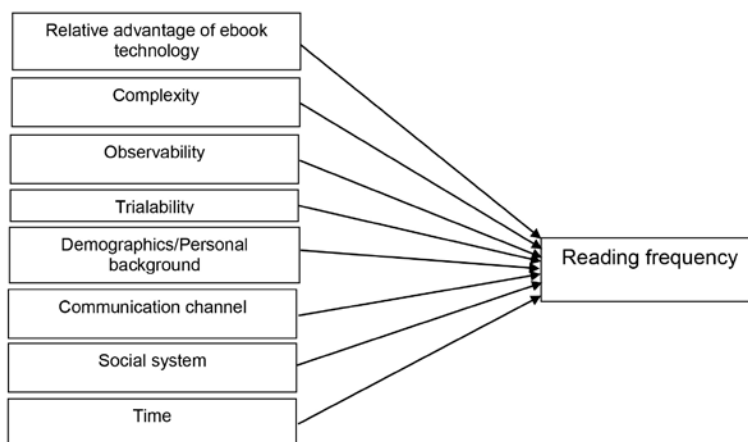 Relative advantage of ebook
technology
Complexity
Observability
Trialability
Demographics/Personal
background
Communication channel
Social system
Time
Reading frequency